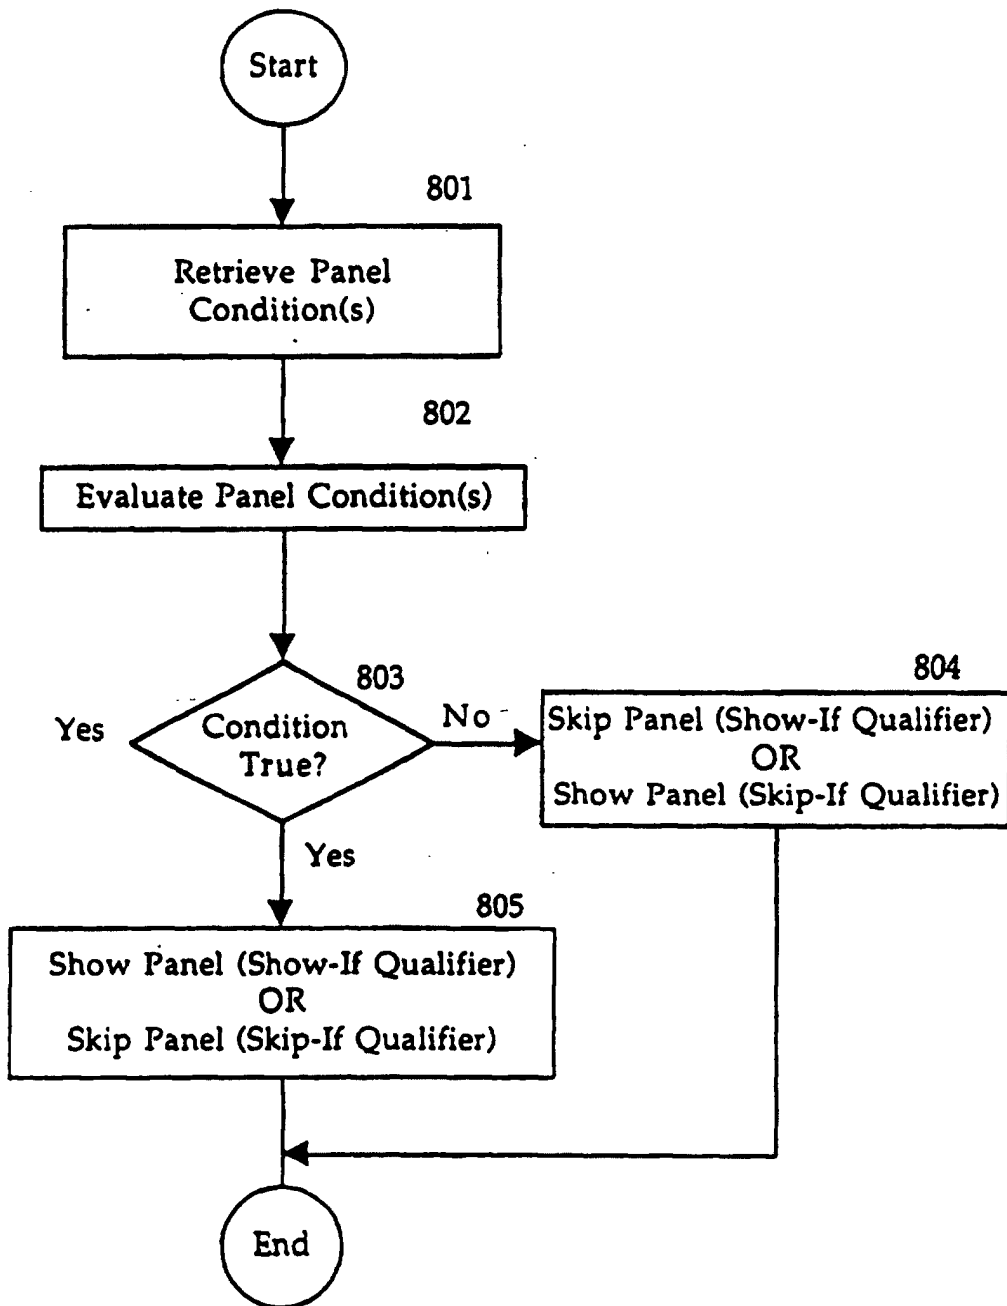 Start
801
Retrieve Panel
Condition(s)
802
Evaluate Panel Condition(s)
803
Condition
True?
Yes
No
804
Skip Panel (Show-If Qualifier)
OR
Show Panel (Skip-If Qualifier)
Yes
805
Show Panel (Show-If Qualifier)
OR
Skip Panel (Skip-If Qualifier)
End